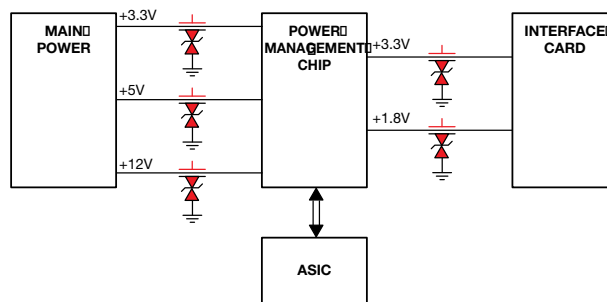 MAIN
POWER
+3.3V
+5V
+12V
POWER
MANAGEMENT
CHIP
+3.3V
+1.8V
INTERFACE
CARD
ASIC